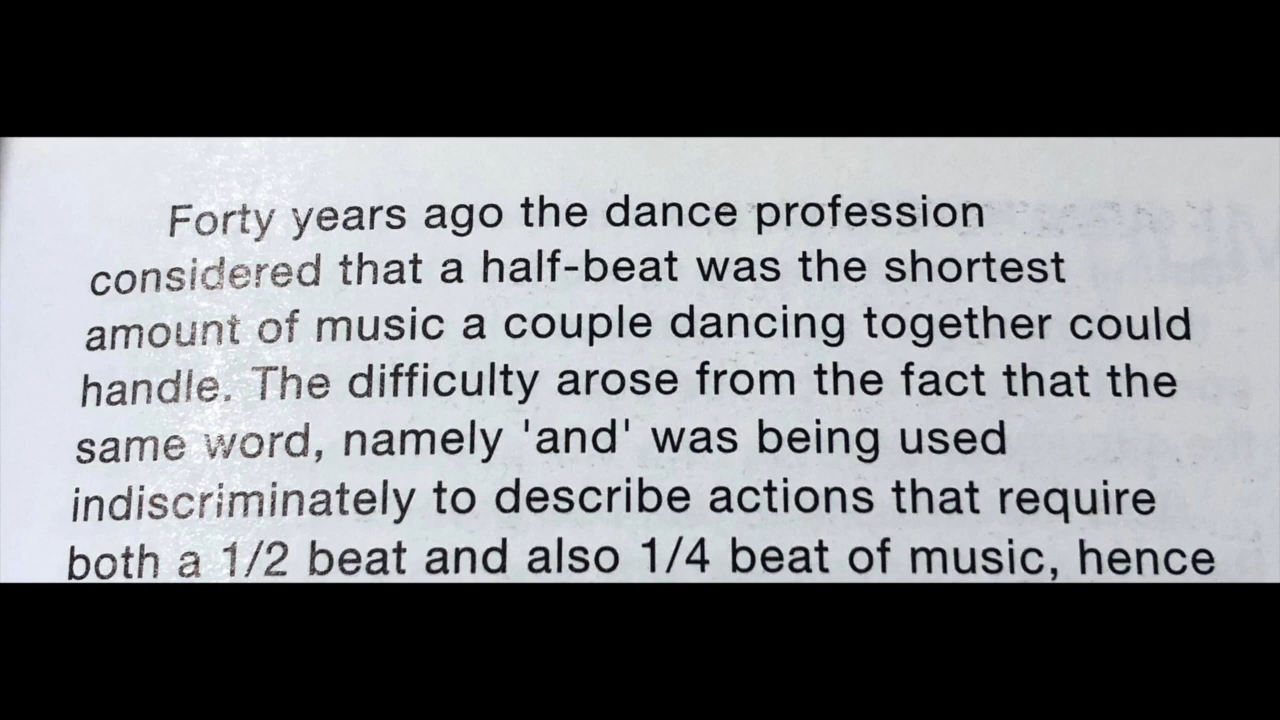 Forty years ago the dance profession
considered that a half-beat was the shortest
amount of music a couple dancing together could
handle. The difficulty arose from the fact that the
same word, namely 'and' was being used
indiscriminately to describe actions that require
both a 1/2 beat and also 1/4 beat of music, hence